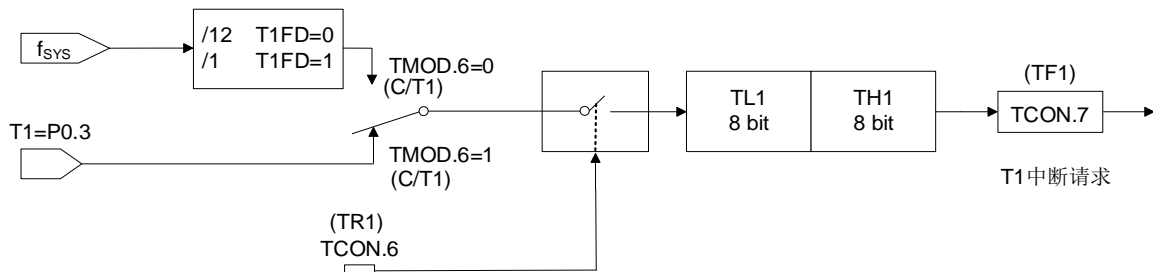 f_SYS
/12 T1FD=0
/1 T1FD=1
TMOD.6=0
(C/T1)
T1=P0.3
TMOD.6=1
(C/T1)
(TR1)
TCON.6
TL1
8 bit
TH1
8 bit
(TF1)
TCON.7
T1中断请求